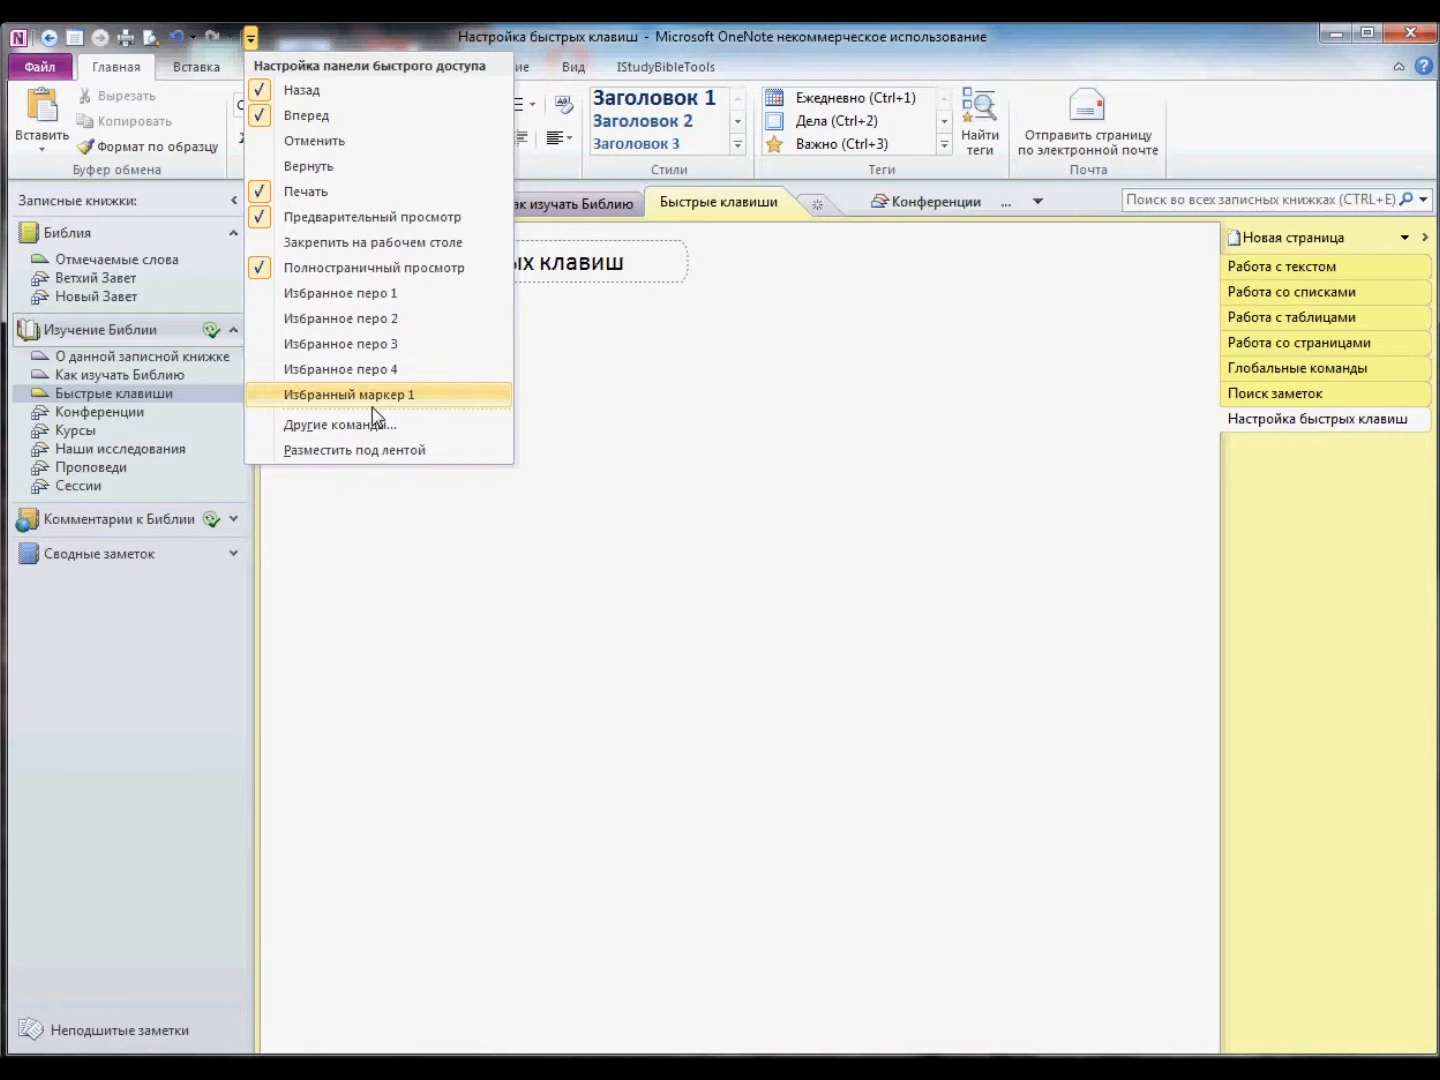 Настройка быстрых клавиш - Microsoft OneNote некоммерческое использование
Файл
Главная
Вставка
Вид
IStudyBibleTools
Вставить
Вырезать
Копировать
Формат по образцу
Буфер обмена
Настройка панели быстрого доступа
Назад
Вперед
Отменить
Вернуть
Печать
Предварительный просмотр
Закрепить на рабочем столе
Полностраничный просмотр
Избранное перо 1
Избранное перо 2
Избранное перо 3
Избранное перо 4
Избранный маркер 1
Другие команды...
Разместить под лентой
Заголовок 1
Заголовок 2
Заголовок 3
Стили
Ежедневно (Ctrl+1)
Дела (Ctrl+2)
Важно (Ctrl+3)
Теги
Найти
теги
Отправить страницу
по электронной почте
Почта
Записные книжки:
Библия
Отмечаемые слова
Ветхий Завет
Новый Завет
Изучение Библии
О данной записной книжке
Как изучать Библию
Быстрые клавиши
Конференции
Курсы
Наши исследования
Проповеди
Сессии
Комментарии к Библии
Сводные заметок
Неподшитые заметки
ак изучать Библию
Быстрые клавиши
Конференции
...
Поиск во всех записных книжках (CTRL+E)
ых клавиш
Новая страница
Работа с текстом
Работа со списками
Работа с таблицами
Работа со страницами
Глобальные команды
Поиск заметок
Настройка быстрых клавиш